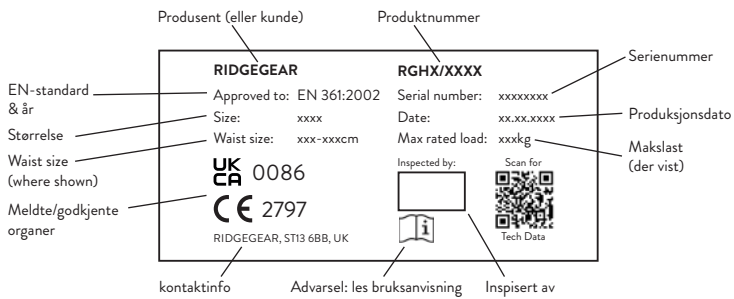 Produsent (eller kunde)
Produktnummer
Serienummer
EN-standard
& år
Størrelse
Waist size
(where shown)
Meldte/godkjente
organer
RIDGEGEAR
Approved to: EN 361:2002
Size: xxxx
Waist size: xxx-xxxcm
UK
CA 0086
CE 2797
RIDGEGEAR, ST13 6BB, UK
RGHX/XXXX
Serial number: xxxxxxxx
Date: xx.xx.xxxx
Max rated load: xxxkg
Inspected by:
Scan for
i
Tech Data
Produksjonsdato
Makslast
(der vist)
kontaktinfo
Advarsel: les bruksanvisning
Inspisert av